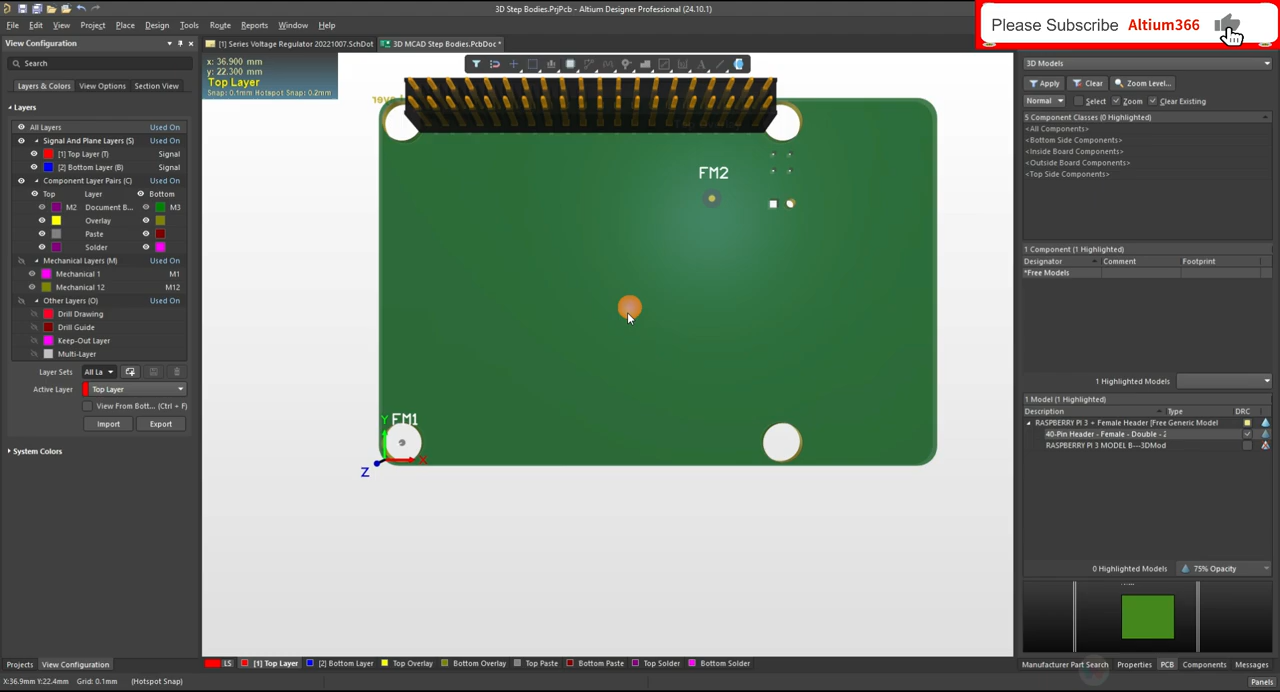 3D Step Bodies.PrjPcb - Altium Designer Professional (24.10.1)
Please Subscribe Altium366
File Edit View Project Place Design Tools Route Reports Window Help
View Configuration
[1] Series Voltage Regulator 20221007.SchDot
3D MCAD Step Bodies.PcbDoc *
Search
Layers & Colors View Options Section View
Layers
All Layers Used On
Signal And Plane Layers (S) Used On
[1] Top Layer (T) Signal
[2] Bottom Layer (B) Signal
Component Layer Pairs (C) Used On
Top Layer Bottom
M2 Document B... M3
Overlay
Paste
Solder
Mechanical Layers (M) Used On
Mechanical 1 M1
Mechanical 12 M12
Other Layers (O) Used On
Drill Drawing
Drill Guide
Keep-Out Layer
Multi-Layer
Layer Sets All La
Active Layer Top Layer
View From Bott... (Ctrl + F)
Import Export
System Colors
x: 36.900 mm
y: 22.300 mm
Top Layer
Snap: 0.1mm Hotspot Snap: 0.2mm
FM2
FM1
Y
X
Z
3D Models
Apply Clear Zoom Level...
Normal Select Zoom Clear Existing
5 Component Classes (0 Highlighted)
<All Components>
<Bottom Side Components>
<Inside Board Components>
<Outside Board Components>
<Top Side Components>
1 Component (1 Highlighted)
Designator Comment Footprint
*Free Models
1 Highlighted Models
1 Model (1 Highlighted)
Description Type DRC
RASPBERRY PI 3 + Female Header [Free Generic Model
40-Pin Header - Female - Double - 2
RASPBERRY PI 3 MODEL B---3DMod
0 Highlighted Models 75% Opacity
Projects View Configuration
LS [1] Top Layer [2] Bottom Layer Top Overlay Bottom Overlay Top Paste Bottom Paste Top Solder Bottom Solder
Manufacturer Part Search Properties PCB Components Messages
X:36.9mm Y:22.4mm Grid: 0.1mm (Hotspot Snap)
Panels